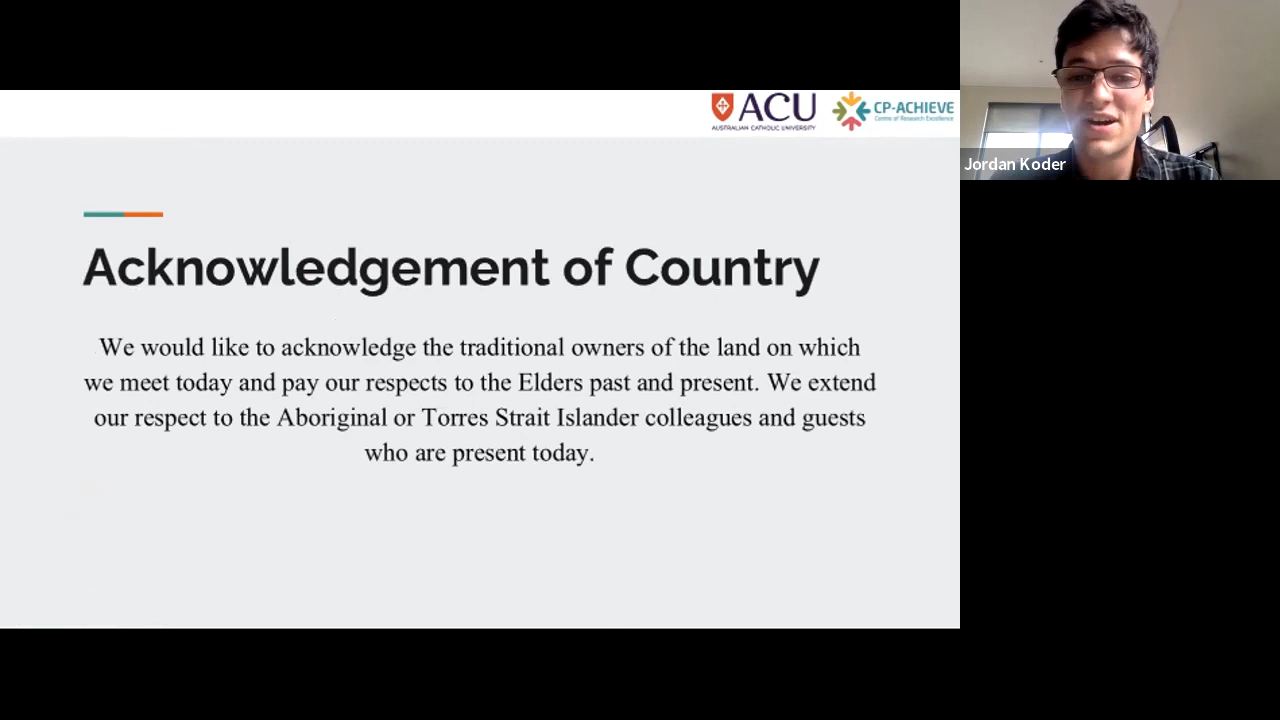 ACU
AUSTRALIAN CATHOLIC UNIVERSITY
CP-ACHIEVE
Centre of Research Excellence
Jordan Koder
Acknowledgement of Country
We would like to acknowledge the traditional owners of the land on which
we meet today and pay our respects to the Elders past and present. We extend
our respect to the Aboriginal or Torres Strait Islander colleagues and guests
who are present today.